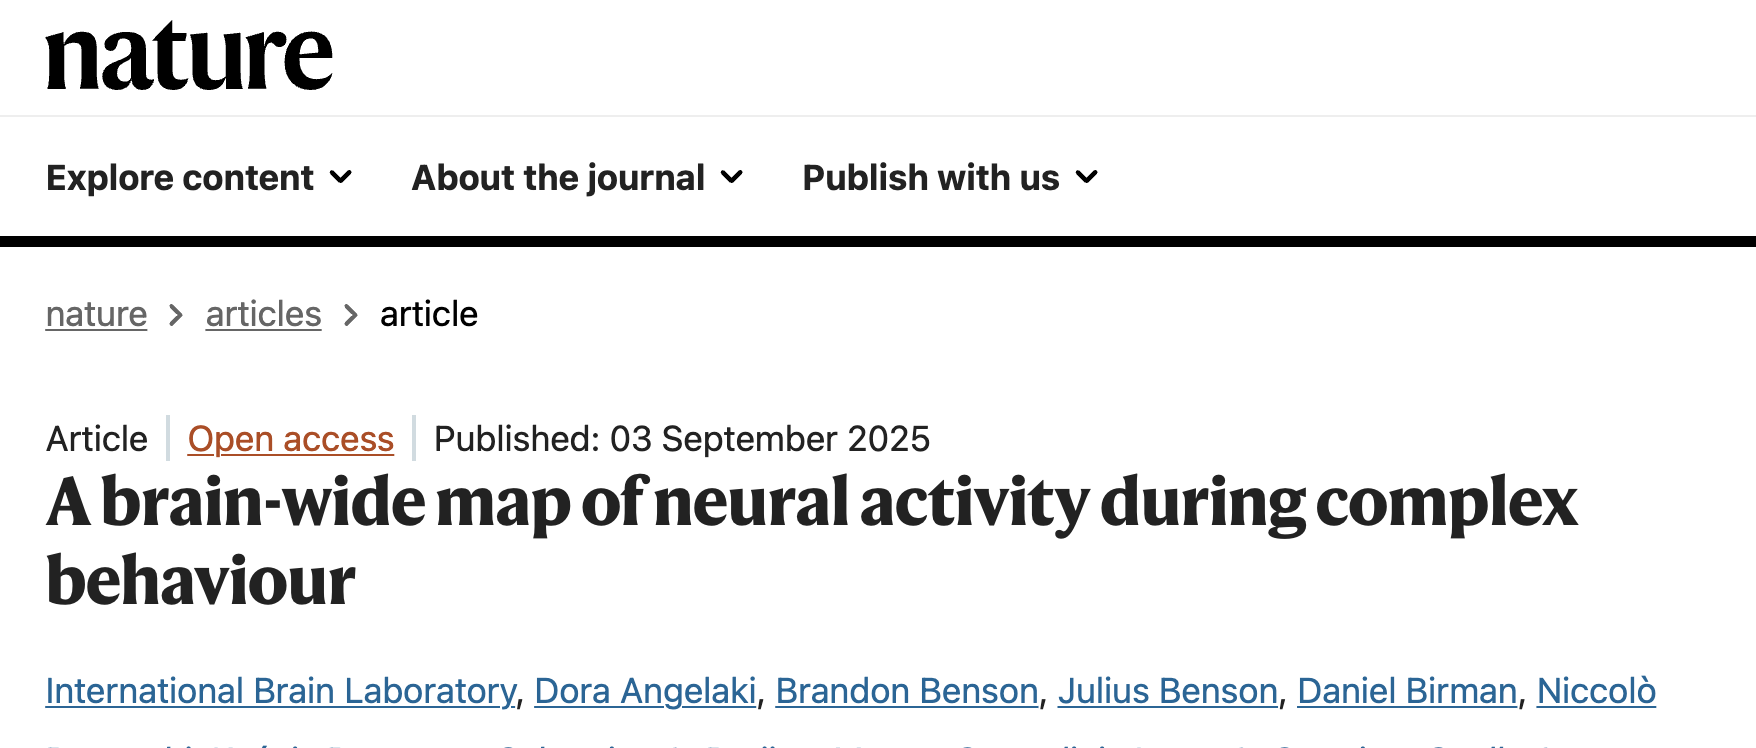 nature
Explore content About the journal Publish with us
nature > articles > article
Article | Open access | Published: 03 September 2025
A brain-wide map of neural activity during complex
behaviour
International Brain Laboratory, Dora Angelaki, Brandon Benson, Julius Benson, Daniel Birman, Niccolò